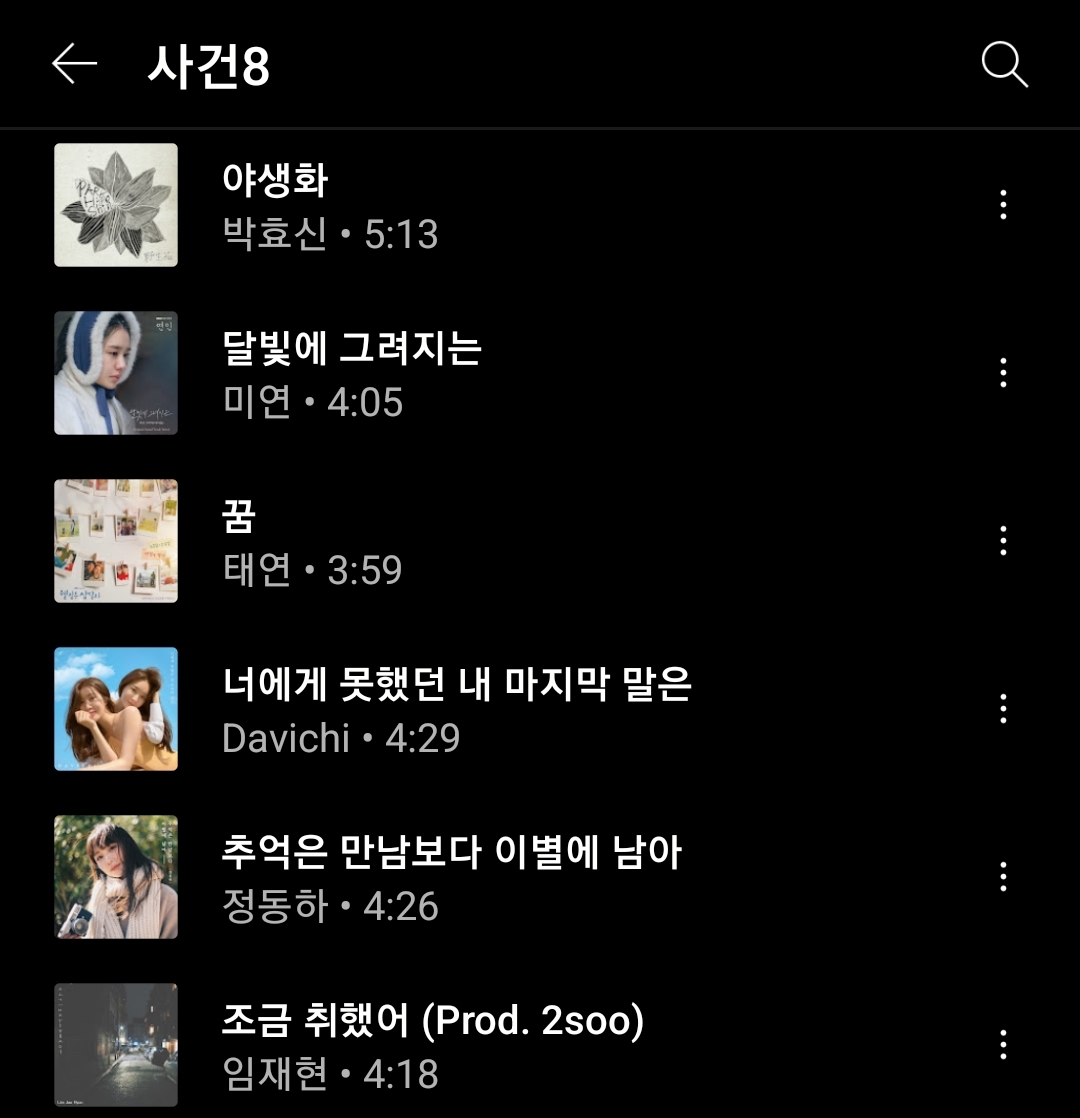 사건8
야생화
박효신 • 5:13
달빛에 그려지는
미연 • 4:05
꿈
태연 • 3:59
너에게 못했던 내 마지막 말은
Davichi • 4:29
추억은 만남보다 이별에 남아
정동하 • 4:26
조금 취했어 (Prod. 2soo)
임재현 • 4:18